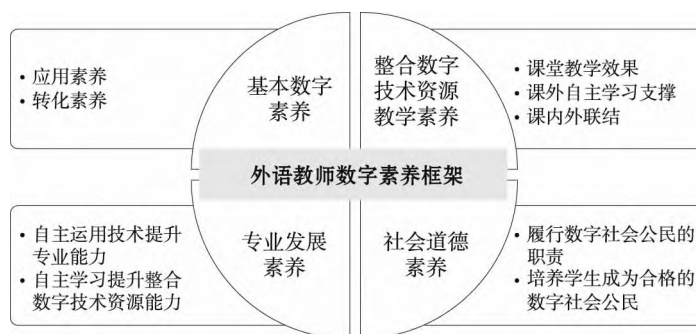 • 应用素养
• 转化素养
基本数字
素养
整合数字
技术资源
教学素养
• 课堂教学效果
• 课外自主学习支撑
• 课内外联结
外语教师数字素养框架
• 自主运用技术提升
专业能力
• 自主学习提升整合
数字技术资源能力
专业发展
素养
社会道德
素养
• 履行数字社会公民的
职责
• 培养学生成为合格的
数字社会公民